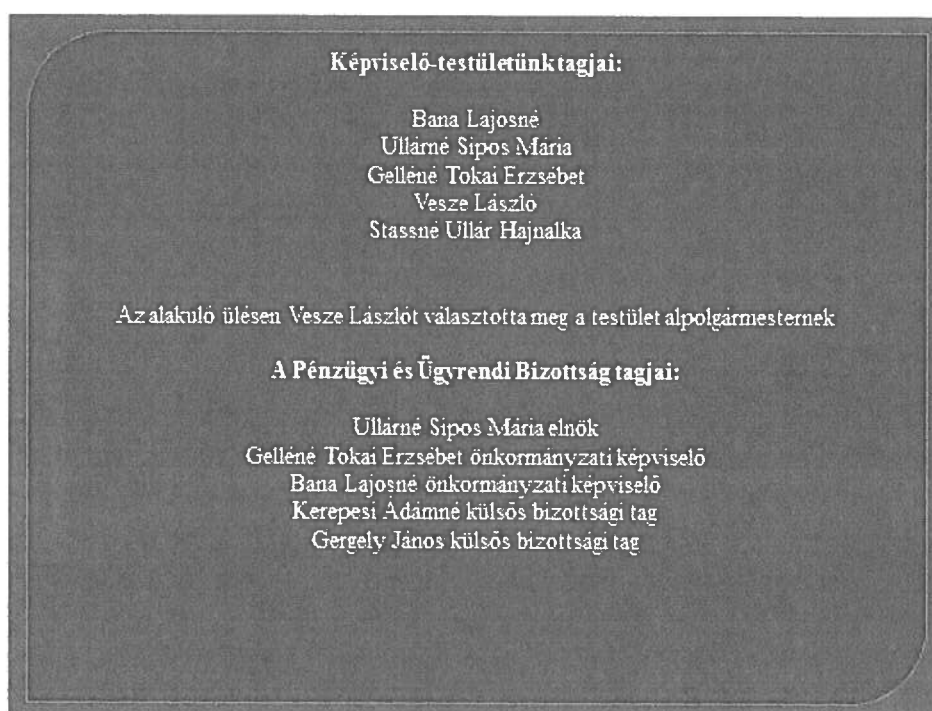 Képviselő-testületünk tagjai:
Bana Lajosné
Ullárné Sipos Mária
Gelléné Tokai Erzsébet
Vesze László
Stassné Ullár Hajnalka
Az alakuló ülésen Vesze Lászlót választotta meg a testület alpolgármesternek
A Pénzügyi és Ügyrendi Bizottság tagjai:
Ullárné Sipos Mária elnök
Gelléné Tokai Erzsébet önkormányzati képviselő
Bana Lajosné önkormányzati képviselő
Kerepesi Ádámné külsős bizottsági tag
Gergely János külsős bizottsági tag